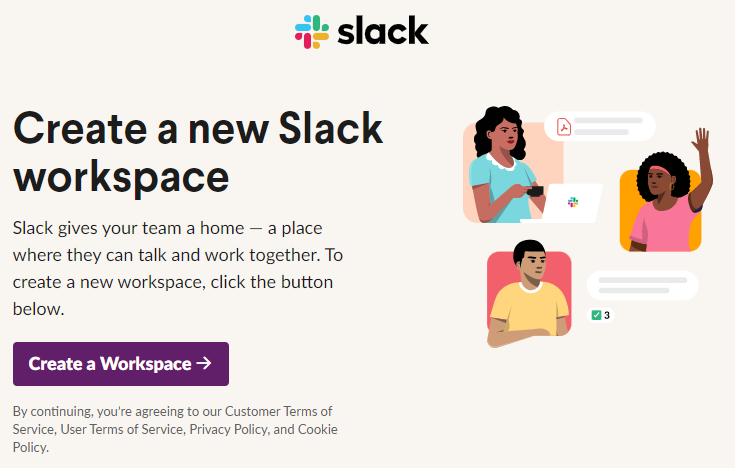 slack
Create a new Slack
workspace
Slack gives your team a home — a place
where they can talk and work together. To
create a new workspace, click the button
below.
Create a Workspace →
By continuing, you're agreeing to our Customer Terms of
Service, User Terms of Service, Privacy Policy, and Cookie
Policy.
3